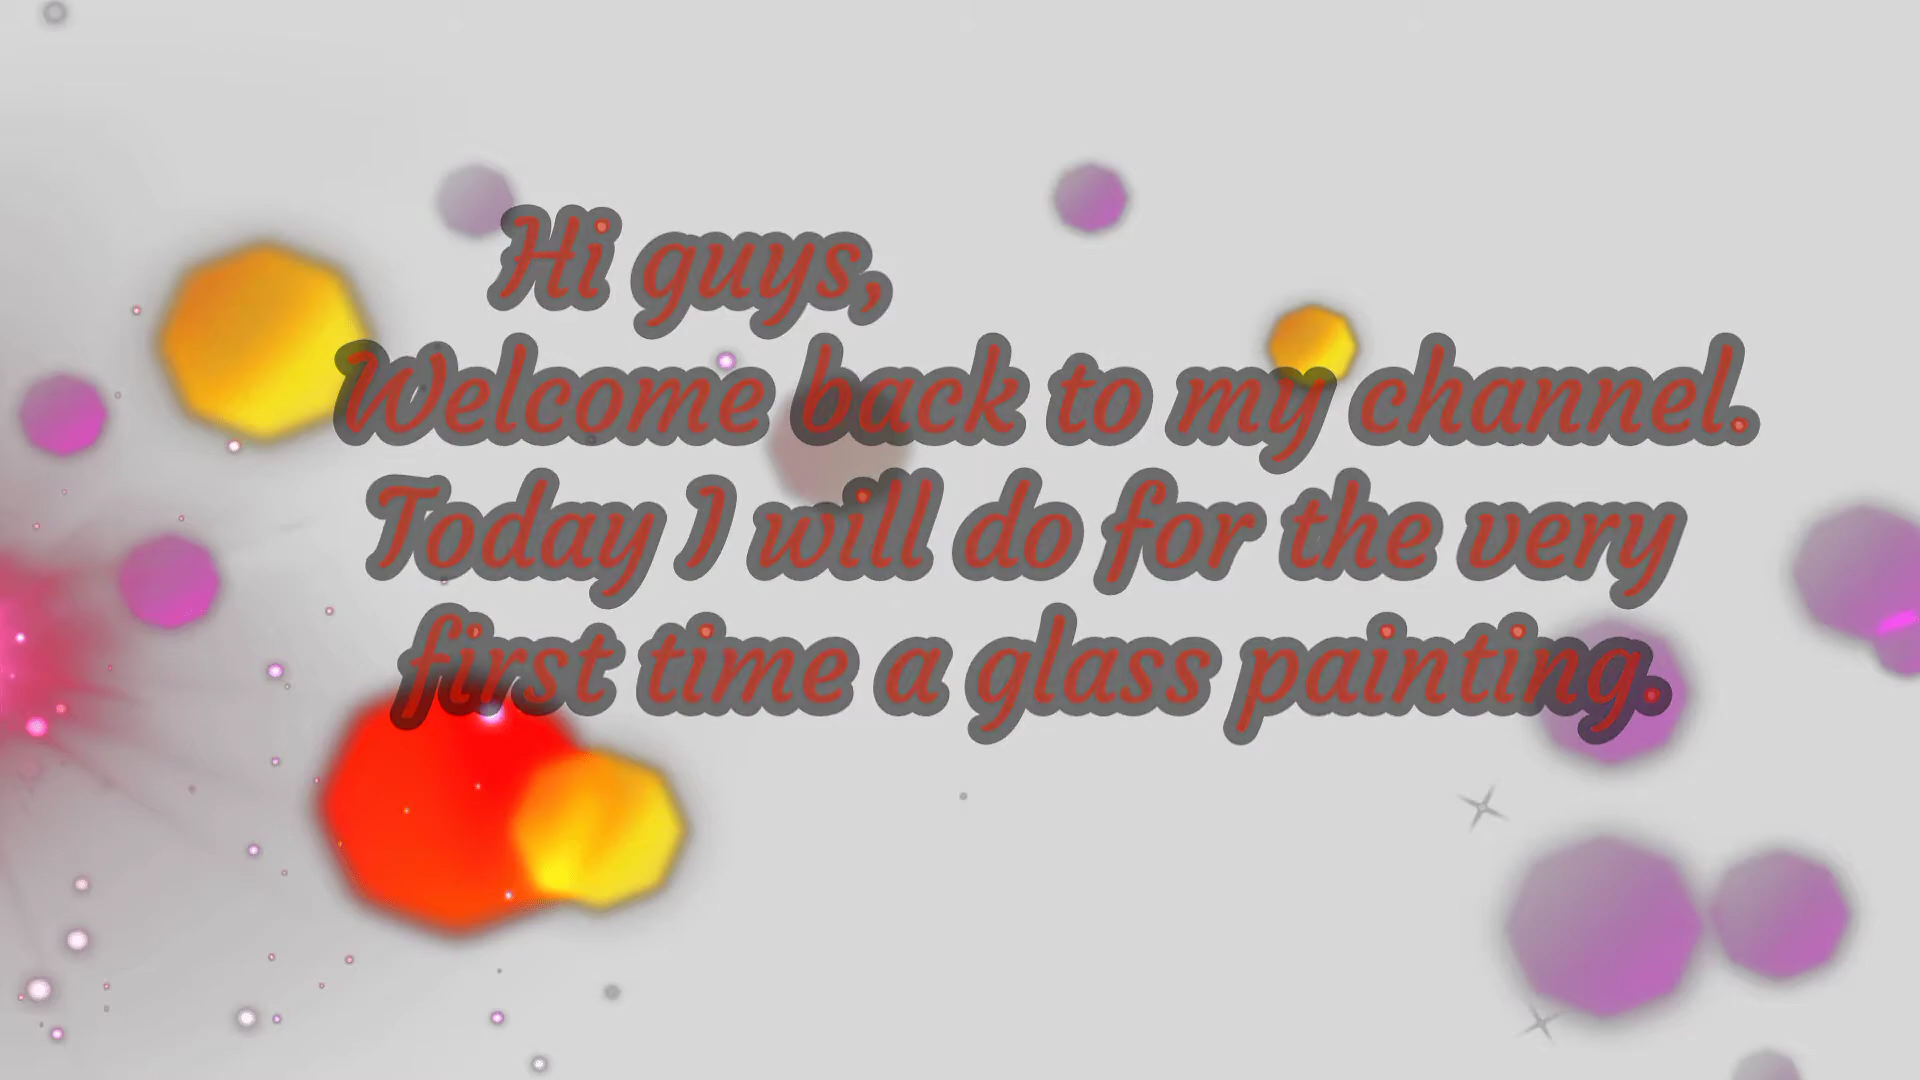 Hi guys,
Welcome back to my channel.
Today I will do for the very
first time a glass painting.